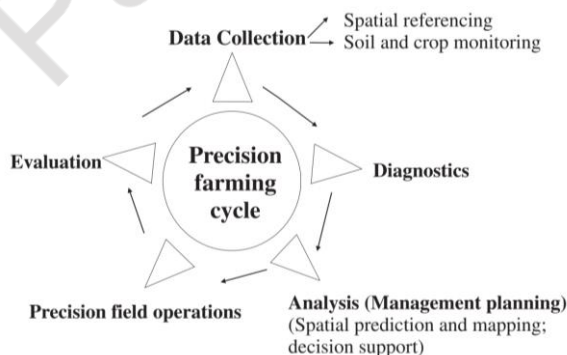 Spatial referencing
Data Collection
Soil and crop monitoring
Evaluation
Precision
farming
cycle
Diagnostics
Precision field operations
Analysis (Management planning)
(Spatial prediction and mapping;
decision support)